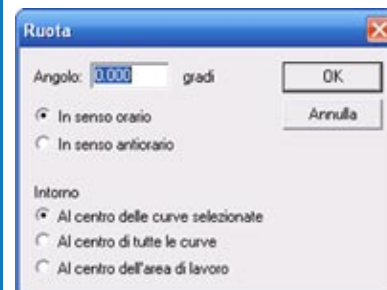 Ruota
Angolo: 0.000 gradi
OK
In senso orario
Annulla
In senso antiorario
Intorno
Al centro delle curve selezionate
Al centro di tutte le curve
Al centro dell'area di lavoro